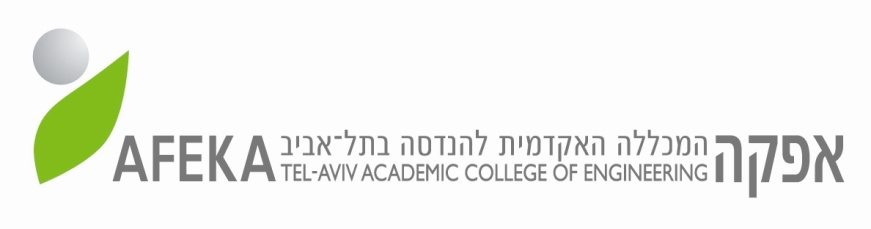 AFEKA
המכללה האקדמית להנדסה בתל-אביב
TEL-AVIV ACADEMIC COLLEGE OF ENGINEERING
אפקה